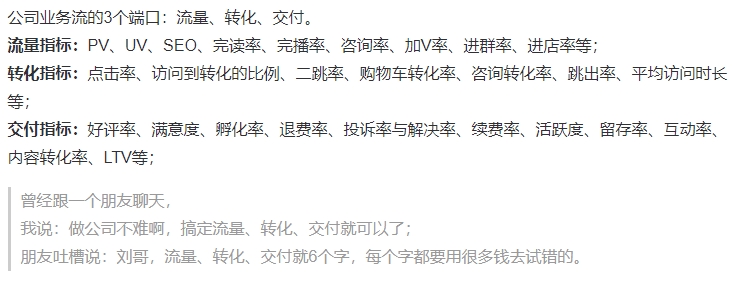 公司业务流的3个端口：流量、转化、交付。
流量指标：PV、UV、SEO、完读率、完播率、咨询率、加V率、进群率、进店率等；
转化指标：点击率、访问到转化的比例、二跳率、购物车转化率、咨询转化率、跳出率、平均访问时长
等；
交付指标：好评率、满意度、孵化率、退费率、投诉率与解决率、续费率、活跃度、留存率、互动率、
内容转化率、LTV等；
曾经跟一个朋友聊天，
我说：做公司不难啊，搞定流量、转化、交付就可以了；
朋友吐槽说：刘哥，流量、转化、交付就6个字，每个字都要用很多钱去试错的。